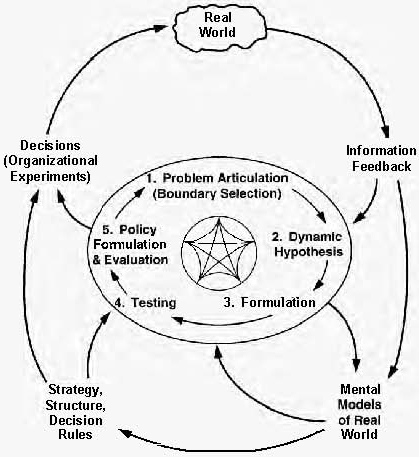 Real
World
Decisions
(Organizational
Experiments)
Information
Feedback
1. Problem Articulation
(Boundary Selection)
2. Dynamic
Hypothesis
3. Formulation
4. Testing
5. Policy
Formulation
& Evaluation
Strategy,
Structure,
Decision
Rules
Mental
Models
of Real
World